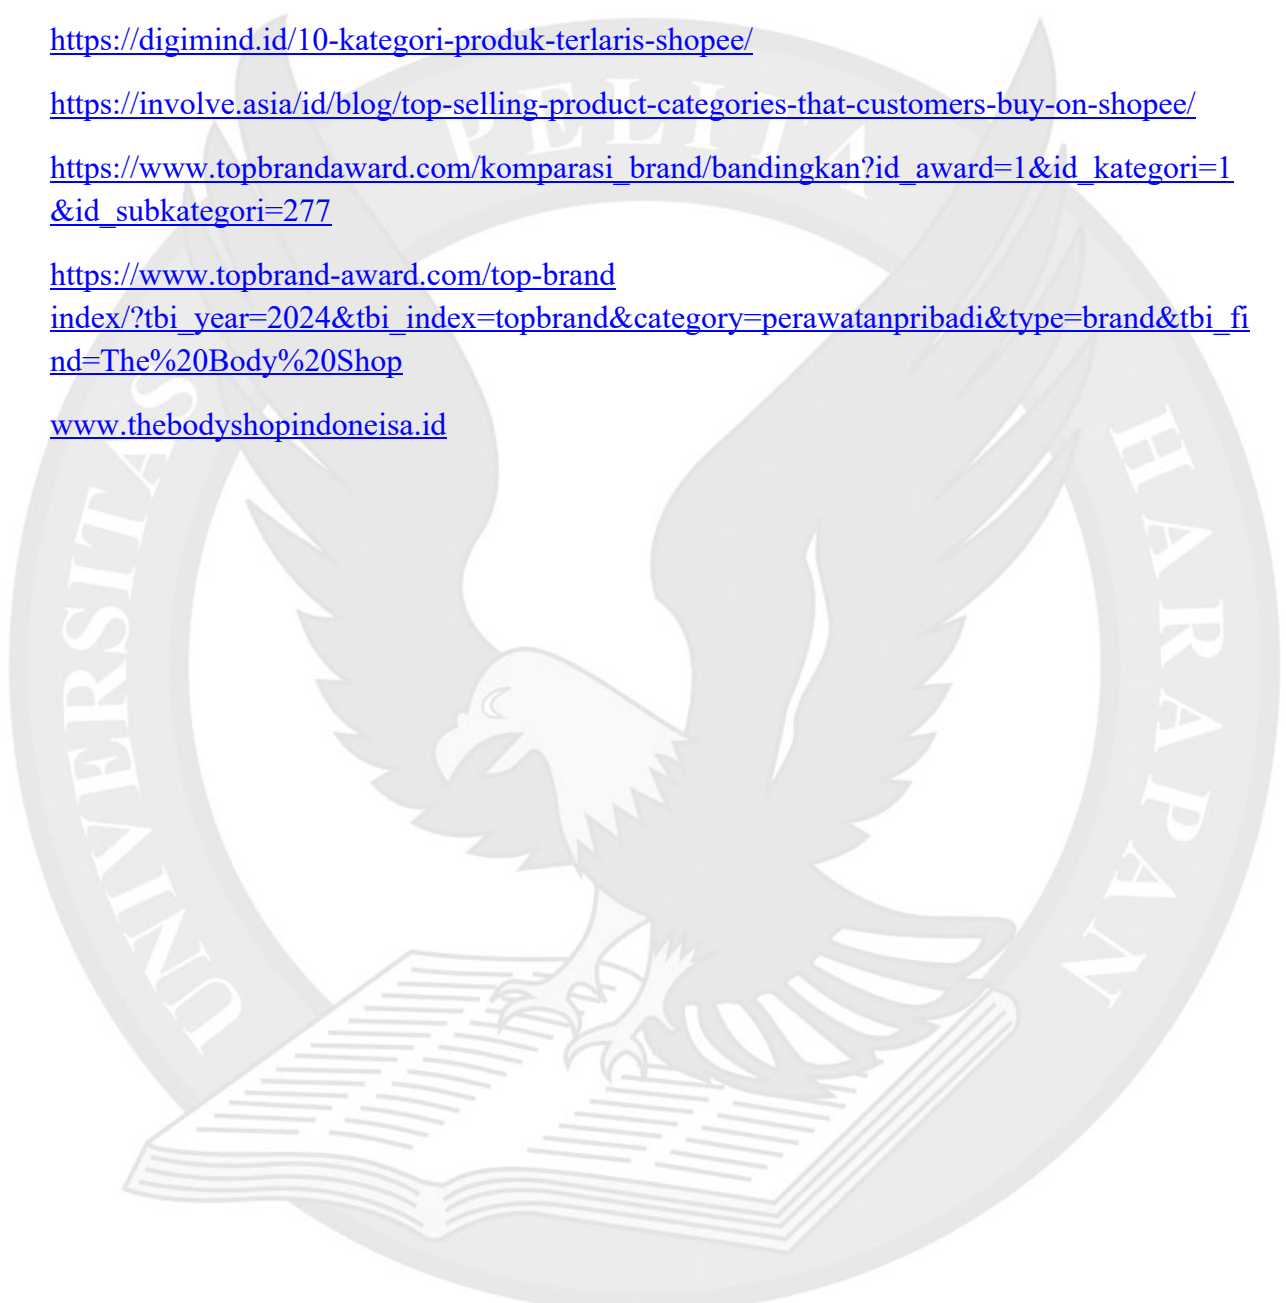 https://digimind.id/10-kategori-produk-terlaris-shopee/
https://involve.asia/id/blog/top-selling-product-categories-that-customers-buy-on-shopee/
https://www.topbrandaward.com/komparasi_brand/bandingkan?id_award=1&id_kategori=1
&id_subkategori=277
https://www.topbrand-award.com/top-brand
index/?tbi_year=2024&tbi_index=topbrand&category=perawatanpribadi&type=brand&tbi_fi
nd=The%20Body%20Shop
www.thebodyshopindoneisa.id
UNIVERSITAS PELITA HARAPAN